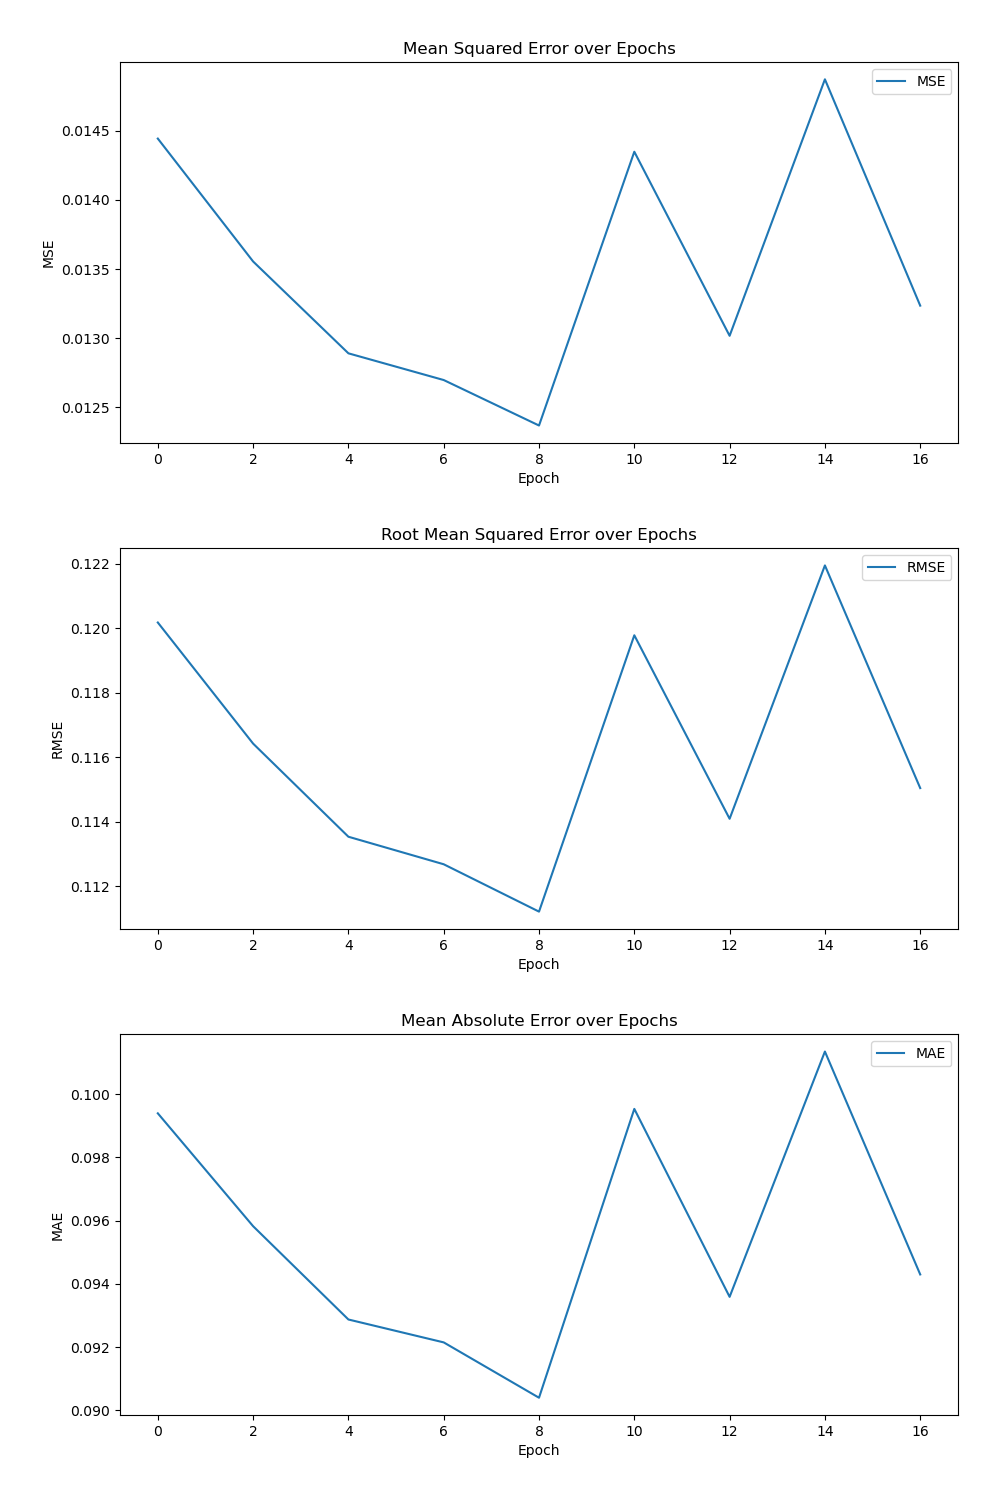 Mean Squared Error over Epochs
MSE
0.0145
0.0140
0.0135
0.0130
0.0125
MSE
0 2 4 6 8 10 12 14 16
Epoch
Root Mean Squared Error over Epochs
RMSE
0.122
0.120
0.118
0.116
0.114
0.112
RMSE
0 2 4 6 8 10 12 14 16
Epoch
Mean Absolute Error over Epochs
MAE
0.100
0.098
0.096
0.094
0.092
0.090
MAE
0 2 4 6 8 10 12 14 16
Epoch